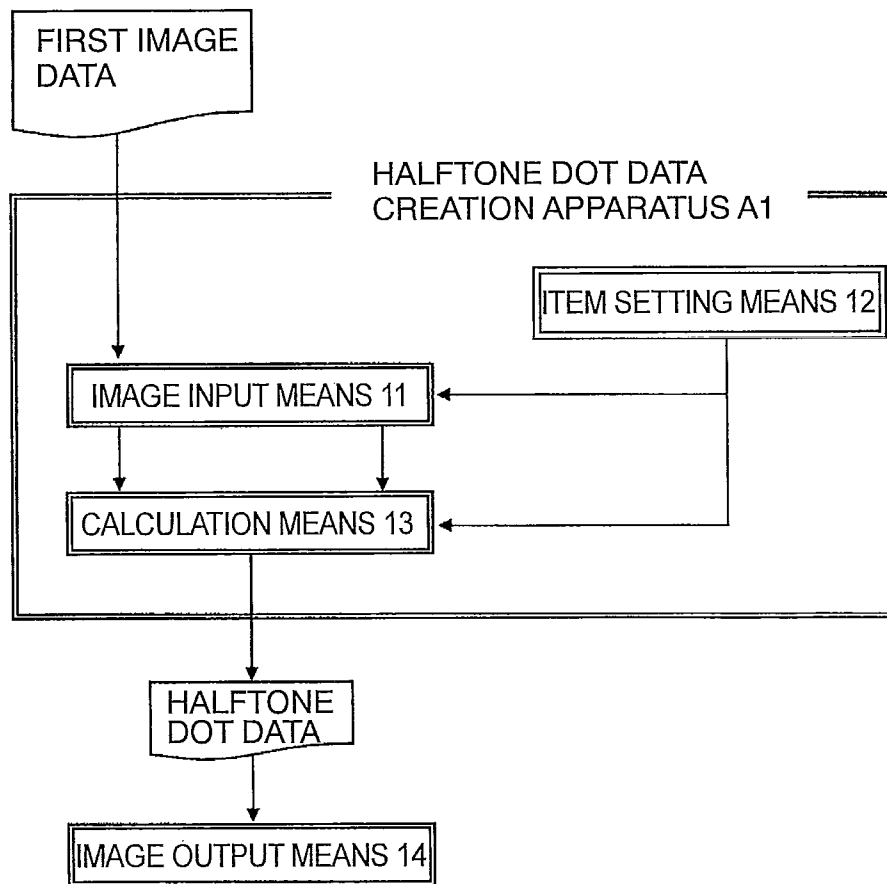 FIRST IMAGE
DATA
HALFTONE DOT DATA
CREATION APPARATUS A1
ITEM SETTING MEANS 12
IMAGE INPUT MEANS 11
CALCULATION MEANS 13
HALFTONE
DOT DATA
IMAGE OUTPUT MEANS 14